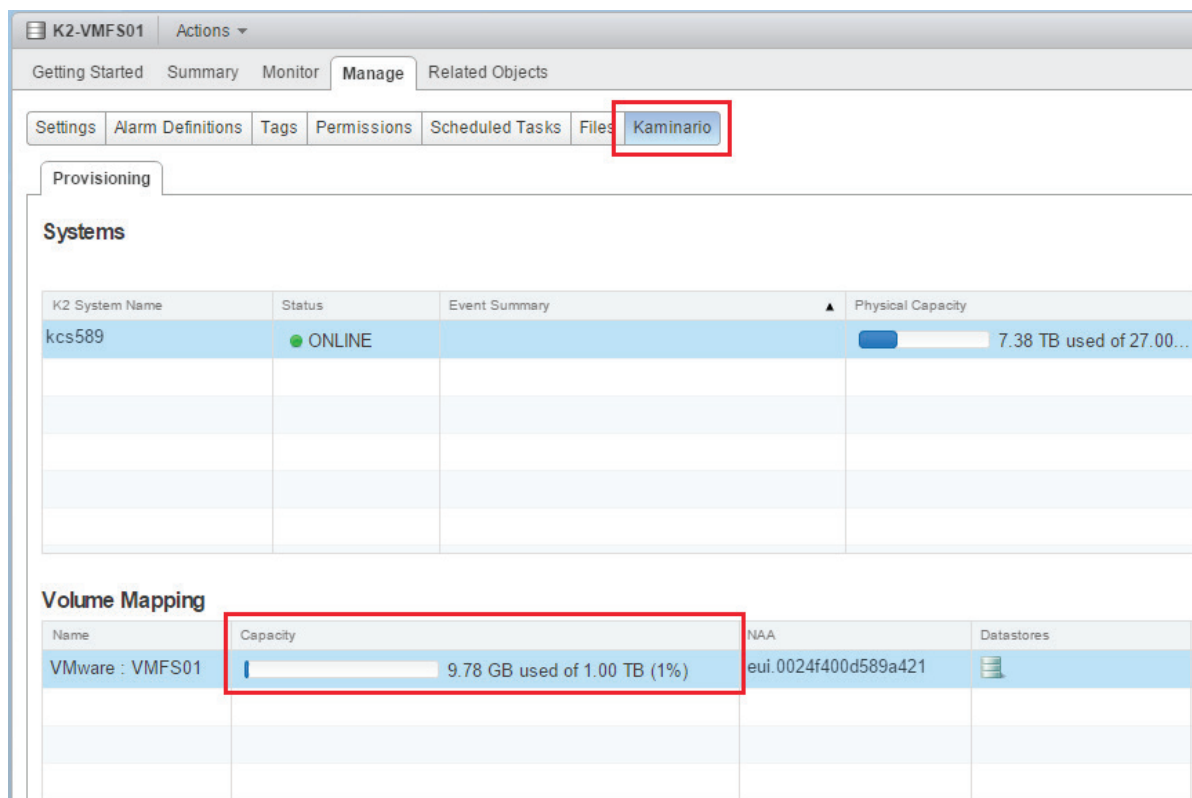 K2-VMFS01 Actions
Getting Started Summary Monitor Manage Related Objects
Settings Alarm Definitions Tags Permissions Scheduled Tasks Files Kaminario
Provisioning
Systems
K2 System Name Status Event Summary Physical Capacity
kcs589 ONLINE 7.38 TB used of 27.00...
Volume Mapping
Name Capacity NAA Datastores
VMware : VMFS01 9.78 GB used of 1.00 TB (1%) eui.0024f400d589a421